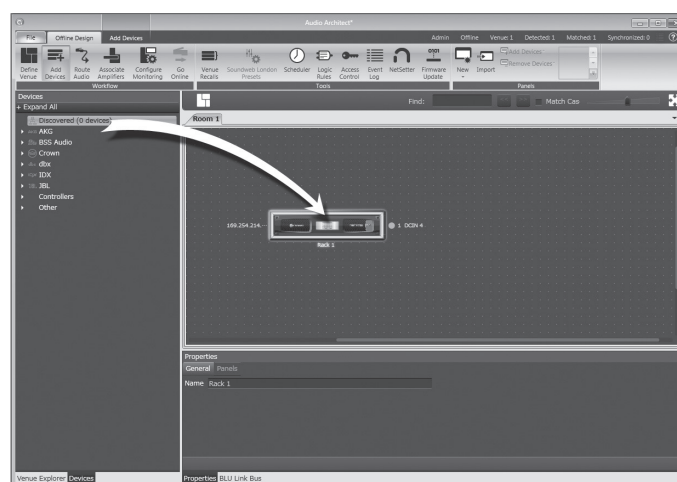 Audio Architect*
File Offline Design Add Devices Admin Offline Venue: 1 Detected: 1 Matched: 1 Synchronized: 0
Define Venue Add Devices Route Audio Associate Amplifiers Configure Monitoring Go Online Venue Recalls Soundweb London Presets Scheduler Logic Rules Access Control Event Log NetSetter Firmware Update New Import Add Devices
Remove Devices
Workflow Tools Panels
Devices
+ Expand All
Find: Match Cas
Discovered (0 devices)
Room 1
AKG
BSS Audio
Crown
dbx
IDX
JBL
Controllers
Other
169.254.214... 1 DCIN 4
Rack 1
Properties
General Panels
Name Rack 1
Venue Explorer Devices Properties BLU Link Bus